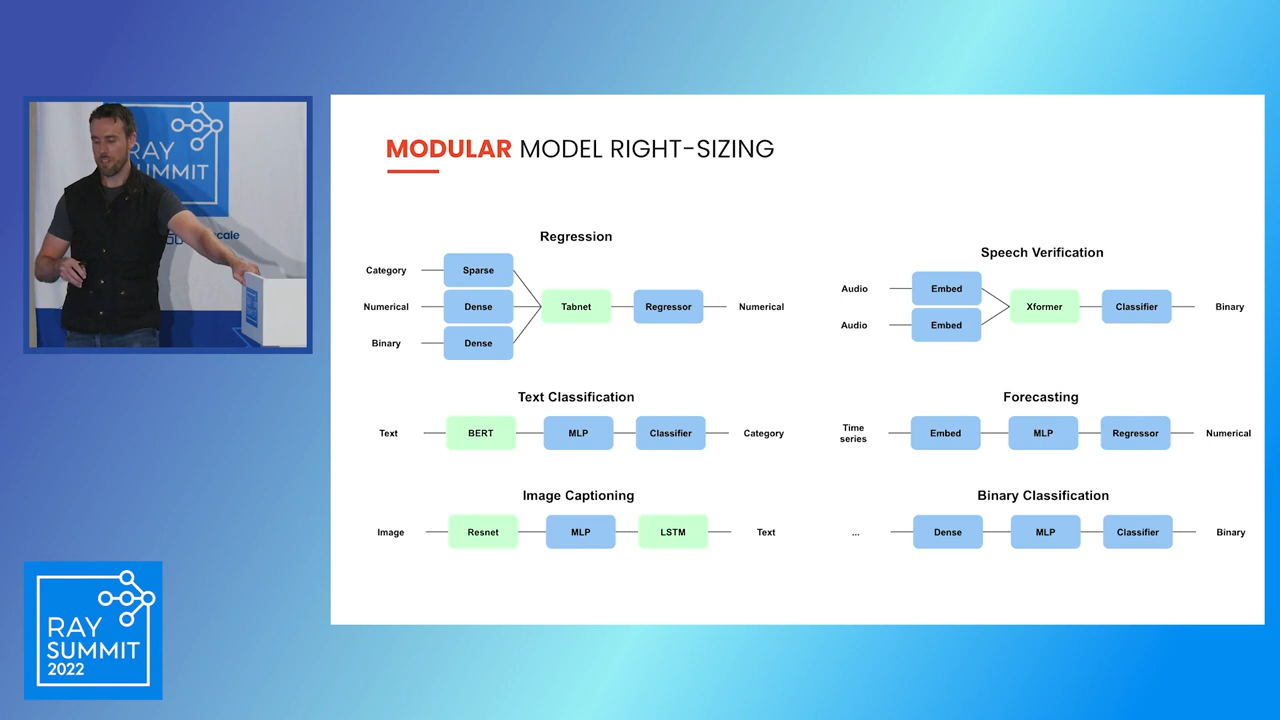 RAY
SUMMIT
scale
MODULAR MODEL RIGHT-SIZING
Regression
Category
Sparse
Numerical
Dense
Tabnet
Regressor
Numerical
Binary
Dense
Speech Verification
Audio
Embed
Xformer
Classifier
Binary
Audio
Embed
Text Classification
Text
BERT
MLP
Classifier
Category
Forecasting
Time
series
Embed
MLP
Regressor
Numerical
Image Captioning
Image
Resnet
MLP
LSTM
Text
Binary Classification
...
Dense
MLP
Classifier
Binary
RAY
SUMMIT
2022